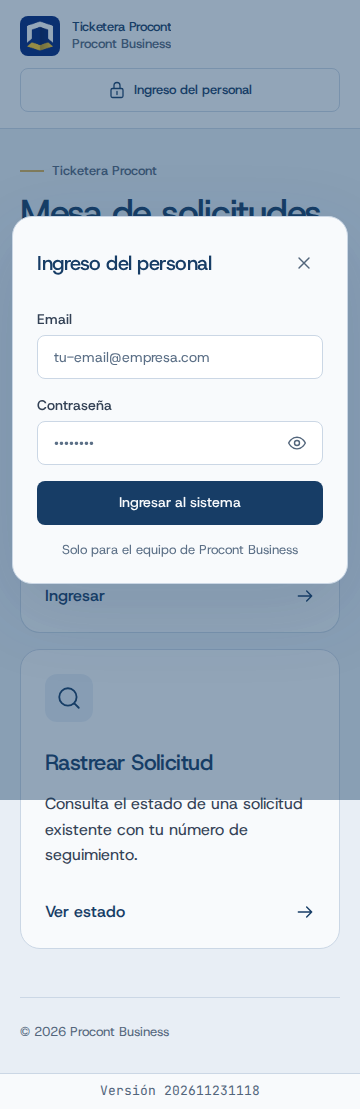 Ticketera Procont
Procont Business
Ingreso del personal
Ticketera Procont
Mesa de solicitudes
Ingreso del personal
Email
tu-email@empresa.com
Contraseña
••••••••
Ingresar al sistema
Solo para el equipo de Procont Business
Ingresar
Rastrear Solicitud
Consulta el estado de una solicitud
existente con tu número de
seguimiento.
Ver estado
© 2026 Procont Business
Versión 202611231118